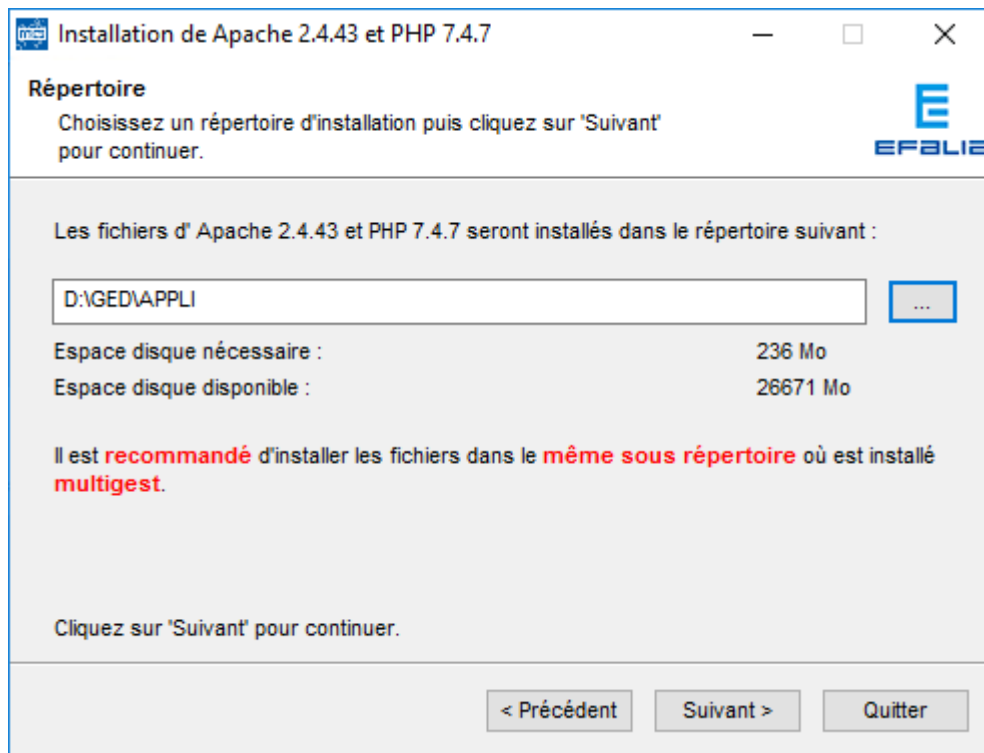 Installation de Apache 2.4.43 et PHP 7.4.7
Répertoire
Choisissez un répertoire d'installation puis cliquez sur 'Suivant'
pour continuer.
EFALIA
Les fichiers d' Apache 2.4.43 et PHP 7.4.7 seront installés dans le répertoire suivant :
D:\GED\APPLI
...
Espace disque nécessaire : 236 Mo
Espace disque disponible : 26671 Mo
Il est recommandé d'installer les fichiers dans le même sous répertoire où est installé
multigest.
Cliquez sur 'Suivant' pour continuer.
< Précédent Suivant > Quitter